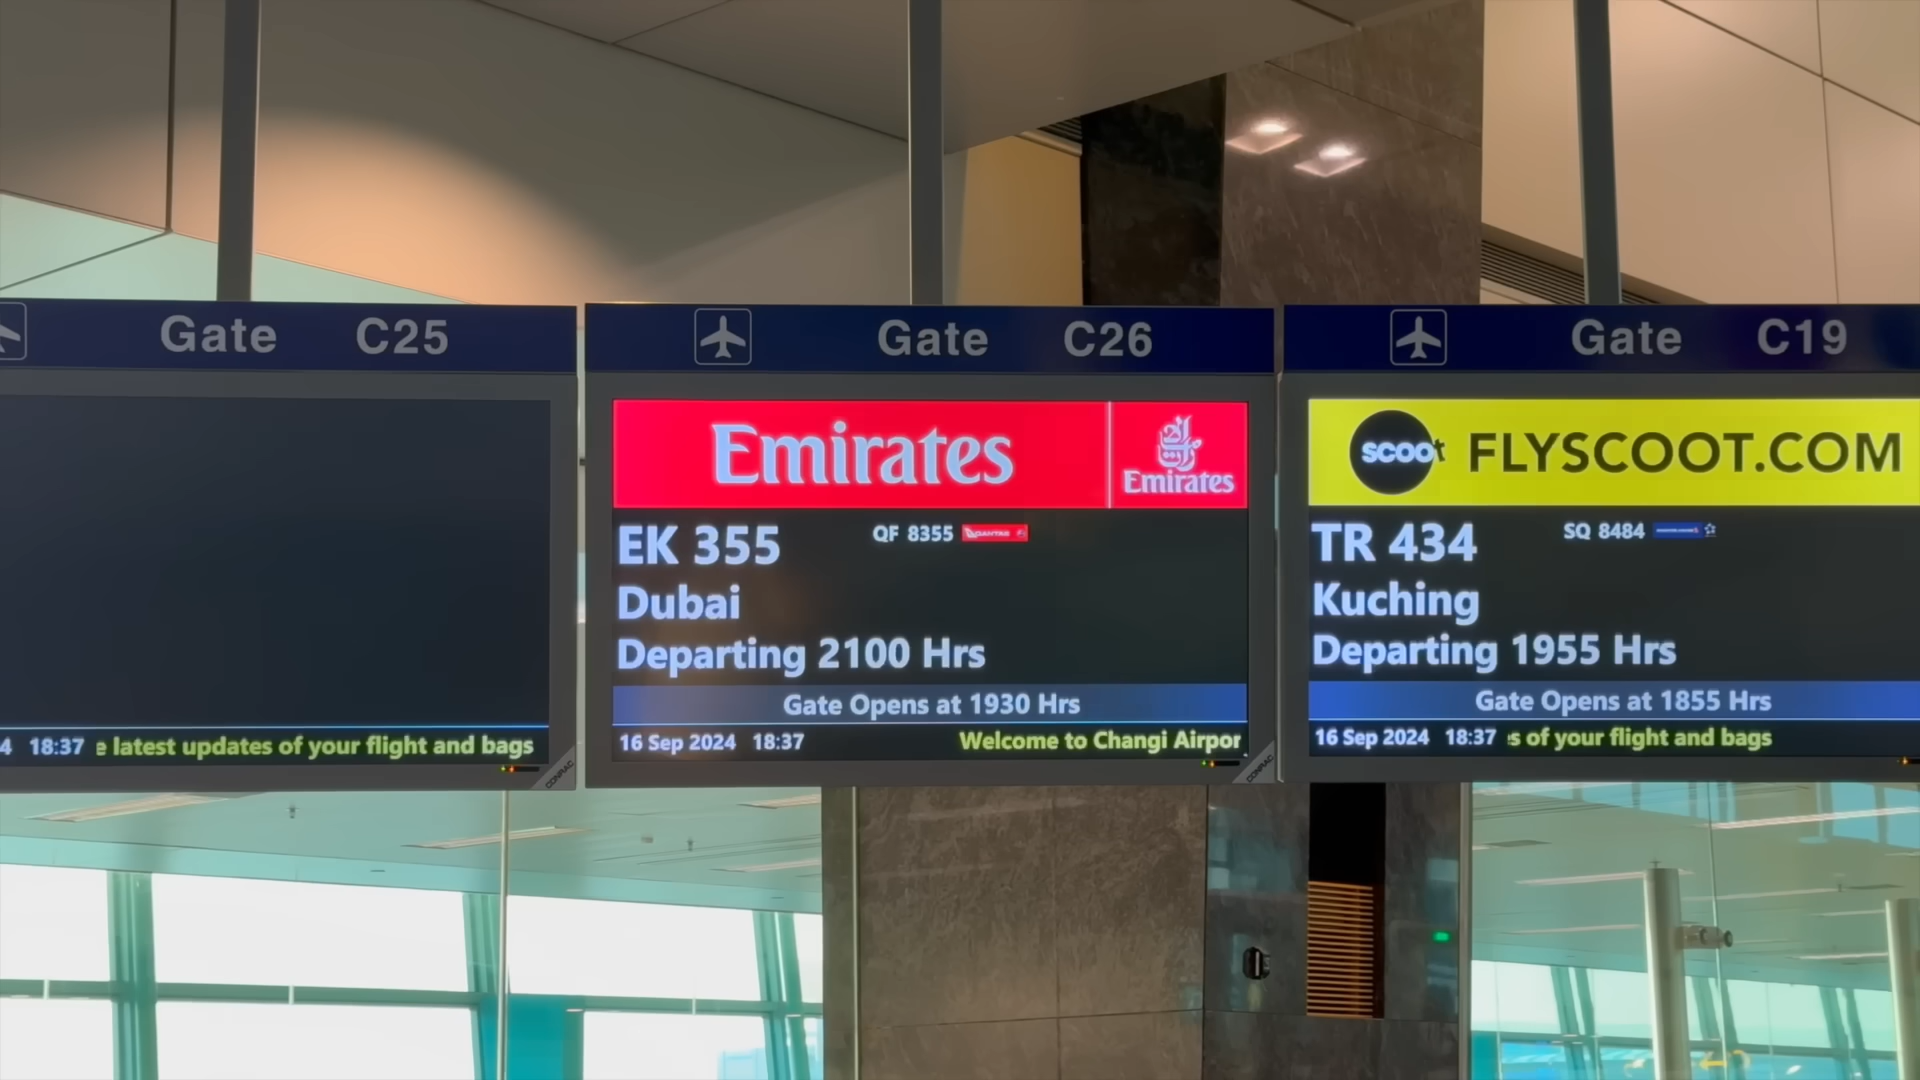 Gate C25
4 18:37 e latest updates of your flight and bags
CONRAC
Gate C26
Emirates
Emirates
EK 355 QF 8355 QANTAS
Dubai
Departing 2100 Hrs
Gate Opens at 1930 Hrs
16 Sep 2024 18:37 Welcome to Changi Airpor
CONRAC
Gate C19
scoot FLYSCOOT.COM
TR 434 SQ 8484
Kuching
Departing 1955 Hrs
Gate Opens at 1855 Hrs
16 Sep 2024 18:37 s of your flight and bags